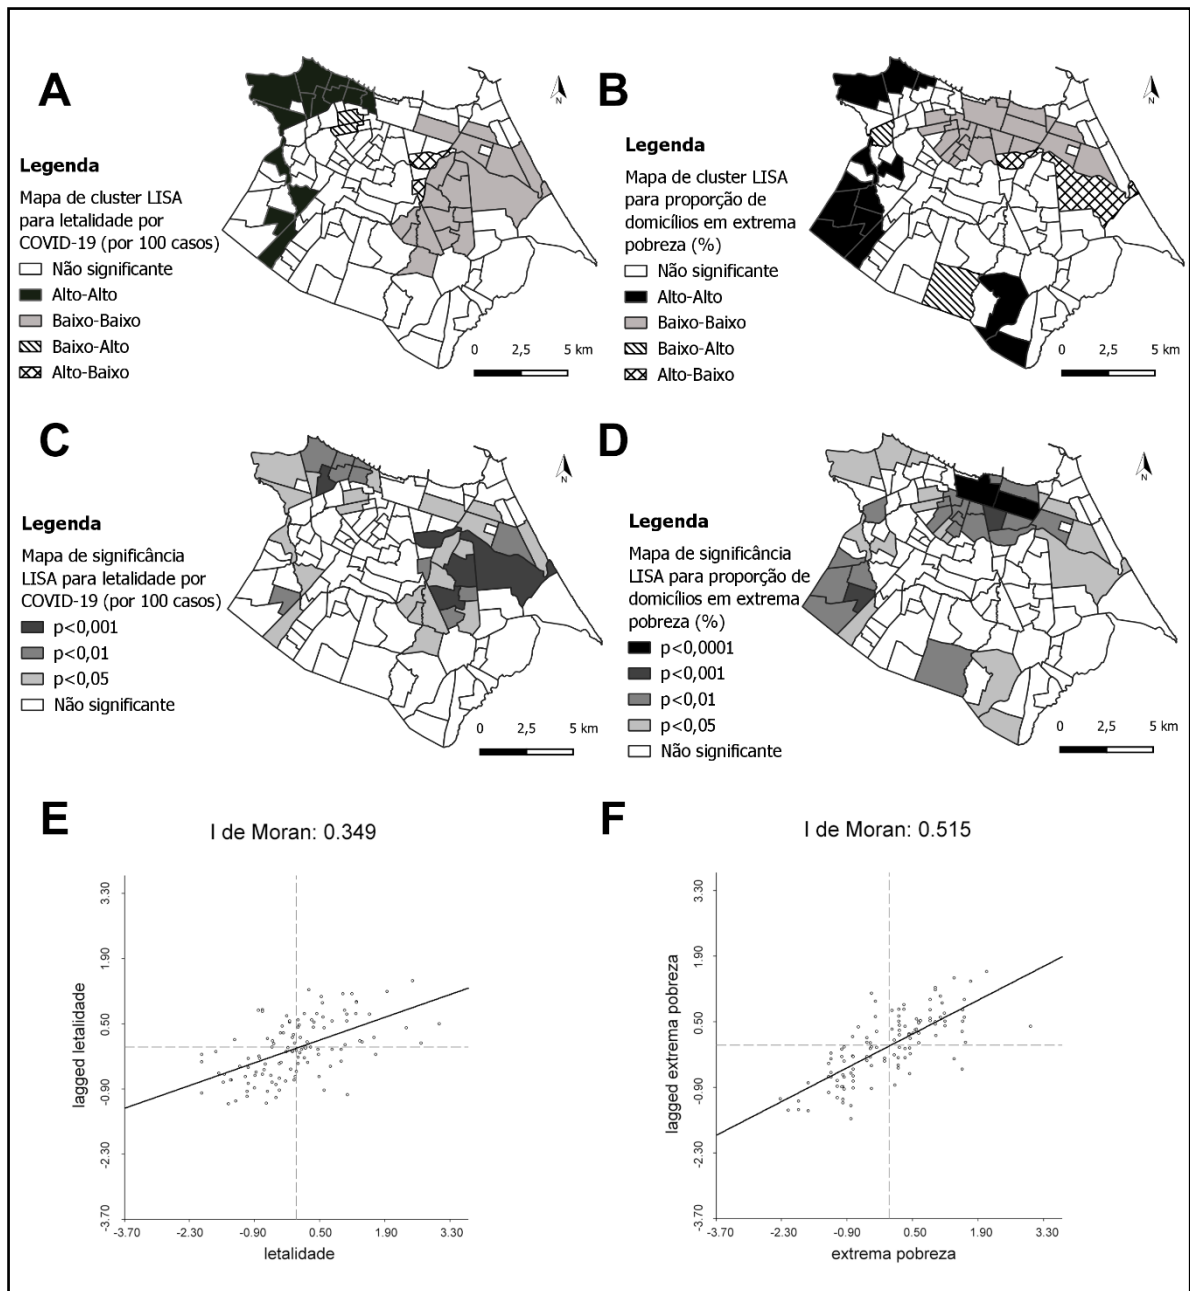 A
N
Legenda
Mapa de cluster LISA
para letalidade por
COVID-19 (por 100 casos)
Não significante
Alto-Alto
Baixo-Baixo
Baixo-Alto
Alto-Baixo
0 2,5 5 km
B
N
Legenda
Mapa de cluster LISA
para proporção de
domicílios em extrema
pobreza (%)
Não significante
Alto-Alto
Baixo-Baixo
Baixo-Alto
Alto-Baixo
0 2,5 5 km
C
N
Legenda
Mapa de significância
LISA para letalidade por
COVID-19 (por 100 casos)
p<0,001
p<0,01
p<0,05
Não significante
0 2,5 5 km
D
N
Legenda
Mapa de significância
LISA para proporção de
domicílios em extrema
pobreza (%)
p<0,0001
p<0,001
p<0,01
p<0,05
Não significante
0 2,5 5 km
E
I de Moran: 0.349
lagged letalidade
3.30
1.90
0.50
-0.90
-2.30
-3.70
-3.70 -2.30 -0.90 0.50 1.90 3.30
letalidade
F
I de Moran: 0.515
lagged extrema pobreza
3.30
1.90
0.50
-0.90
-2.30
-3.70
-3.70 -2.30 -0.90 0.50 1.90 3.30
extrema pobreza